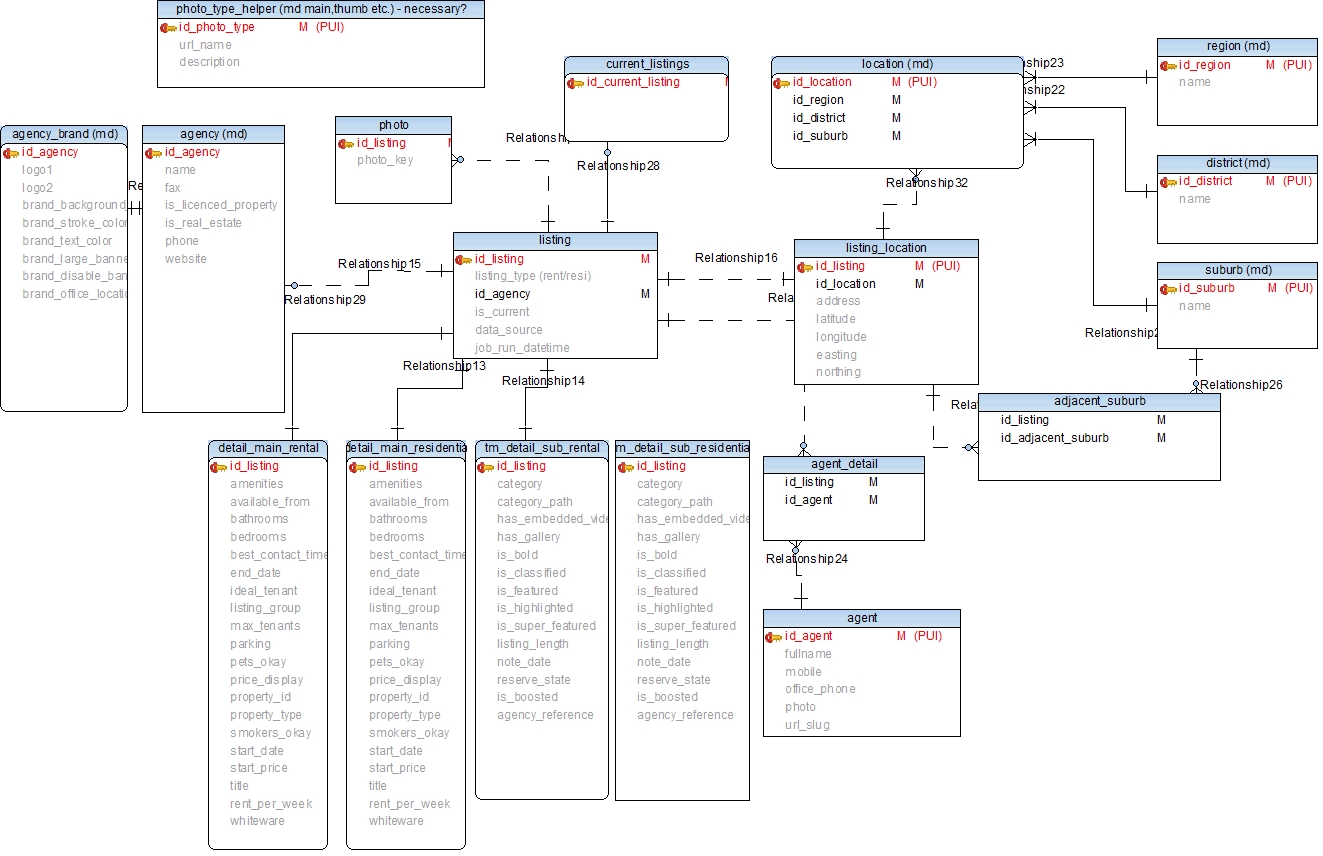 photo_type_helper (md main,thumb etc.) - necessary?
id_photo_type M (PUI)
url_name
description
current_listings
id_current_listing
location (md)
id_location M (PUI)
id_region M
id_district M
id_suburb M
region (md)
id_region M (PUI)
name
district (md)
id_district M (PUI)
name
suburb (md)
id_suburb M (PUI)
name
agency_brand (md)
id_agency
logo1
logo2
brand_background
brand_stroke_color
brand_text_color
brand_large_banne
brand_disable_ban
brand_office_locatio
agency (md)
id_agency
name
fax
is_licenced_property
is_real_estate
phone
website
photo
id_listing
photo_key
Re
Relationsh
Relationship28
ship23
nship22
Relationship32
Relationship15
Relationship29
Relationship16
Rela
Relationship2
Relationship26
Rela
Relationship13
Relationship14
Relationship24
listing
id_listing M
listing_type (rent/resi)
id_agency M
is_current
data_source
job_run_datetime
listing_location
id_listing M (PUI)
id_location M
address
latitude
longitude
easting
northing
adjacent_suburb
id_listing M
id_adjacent_suburb M
agent_detail
id_listing M
id_agent M
agent
id_agent M (PUI)
fullname
mobile
office_phone
photo
url_slug
detail_main_rental
id_listing
amenities
available_from
bathrooms
bedrooms
best_contact_time
end_date
ideal_tenant
listing_group
max_tenants
parking
pets_okay
price_display
property_id
property_type
smokers_okay
start_date
start_price
title
rent_per_week
whiteware
detail_main_residentia
id_listing
amenities
available_from
bathrooms
bedrooms
best_contact_time
end_date
ideal_tenant
listing_group
max_tenants
parking
pets_okay
price_display
property_id
property_type
smokers_okay
start_date
start_price
title
rent_per_week
whiteware
tm_detail_sub_rental
id_listing
category
category_path
has_embedded_vide
has_gallery
is_bold
is_classified
is_featured
is_highlighted
is_super_featured
listing_length
note_date
reserve_state
is_boosted
agency_reference
m_detail_sub_residentia
id_listing
category
category_path
has_embedded_vide
has_gallery
is_bold
is_classified
is_featured
is_highlighted
is_super_featured
listing_length
note_date
reserve_state
is_boosted
agency_reference